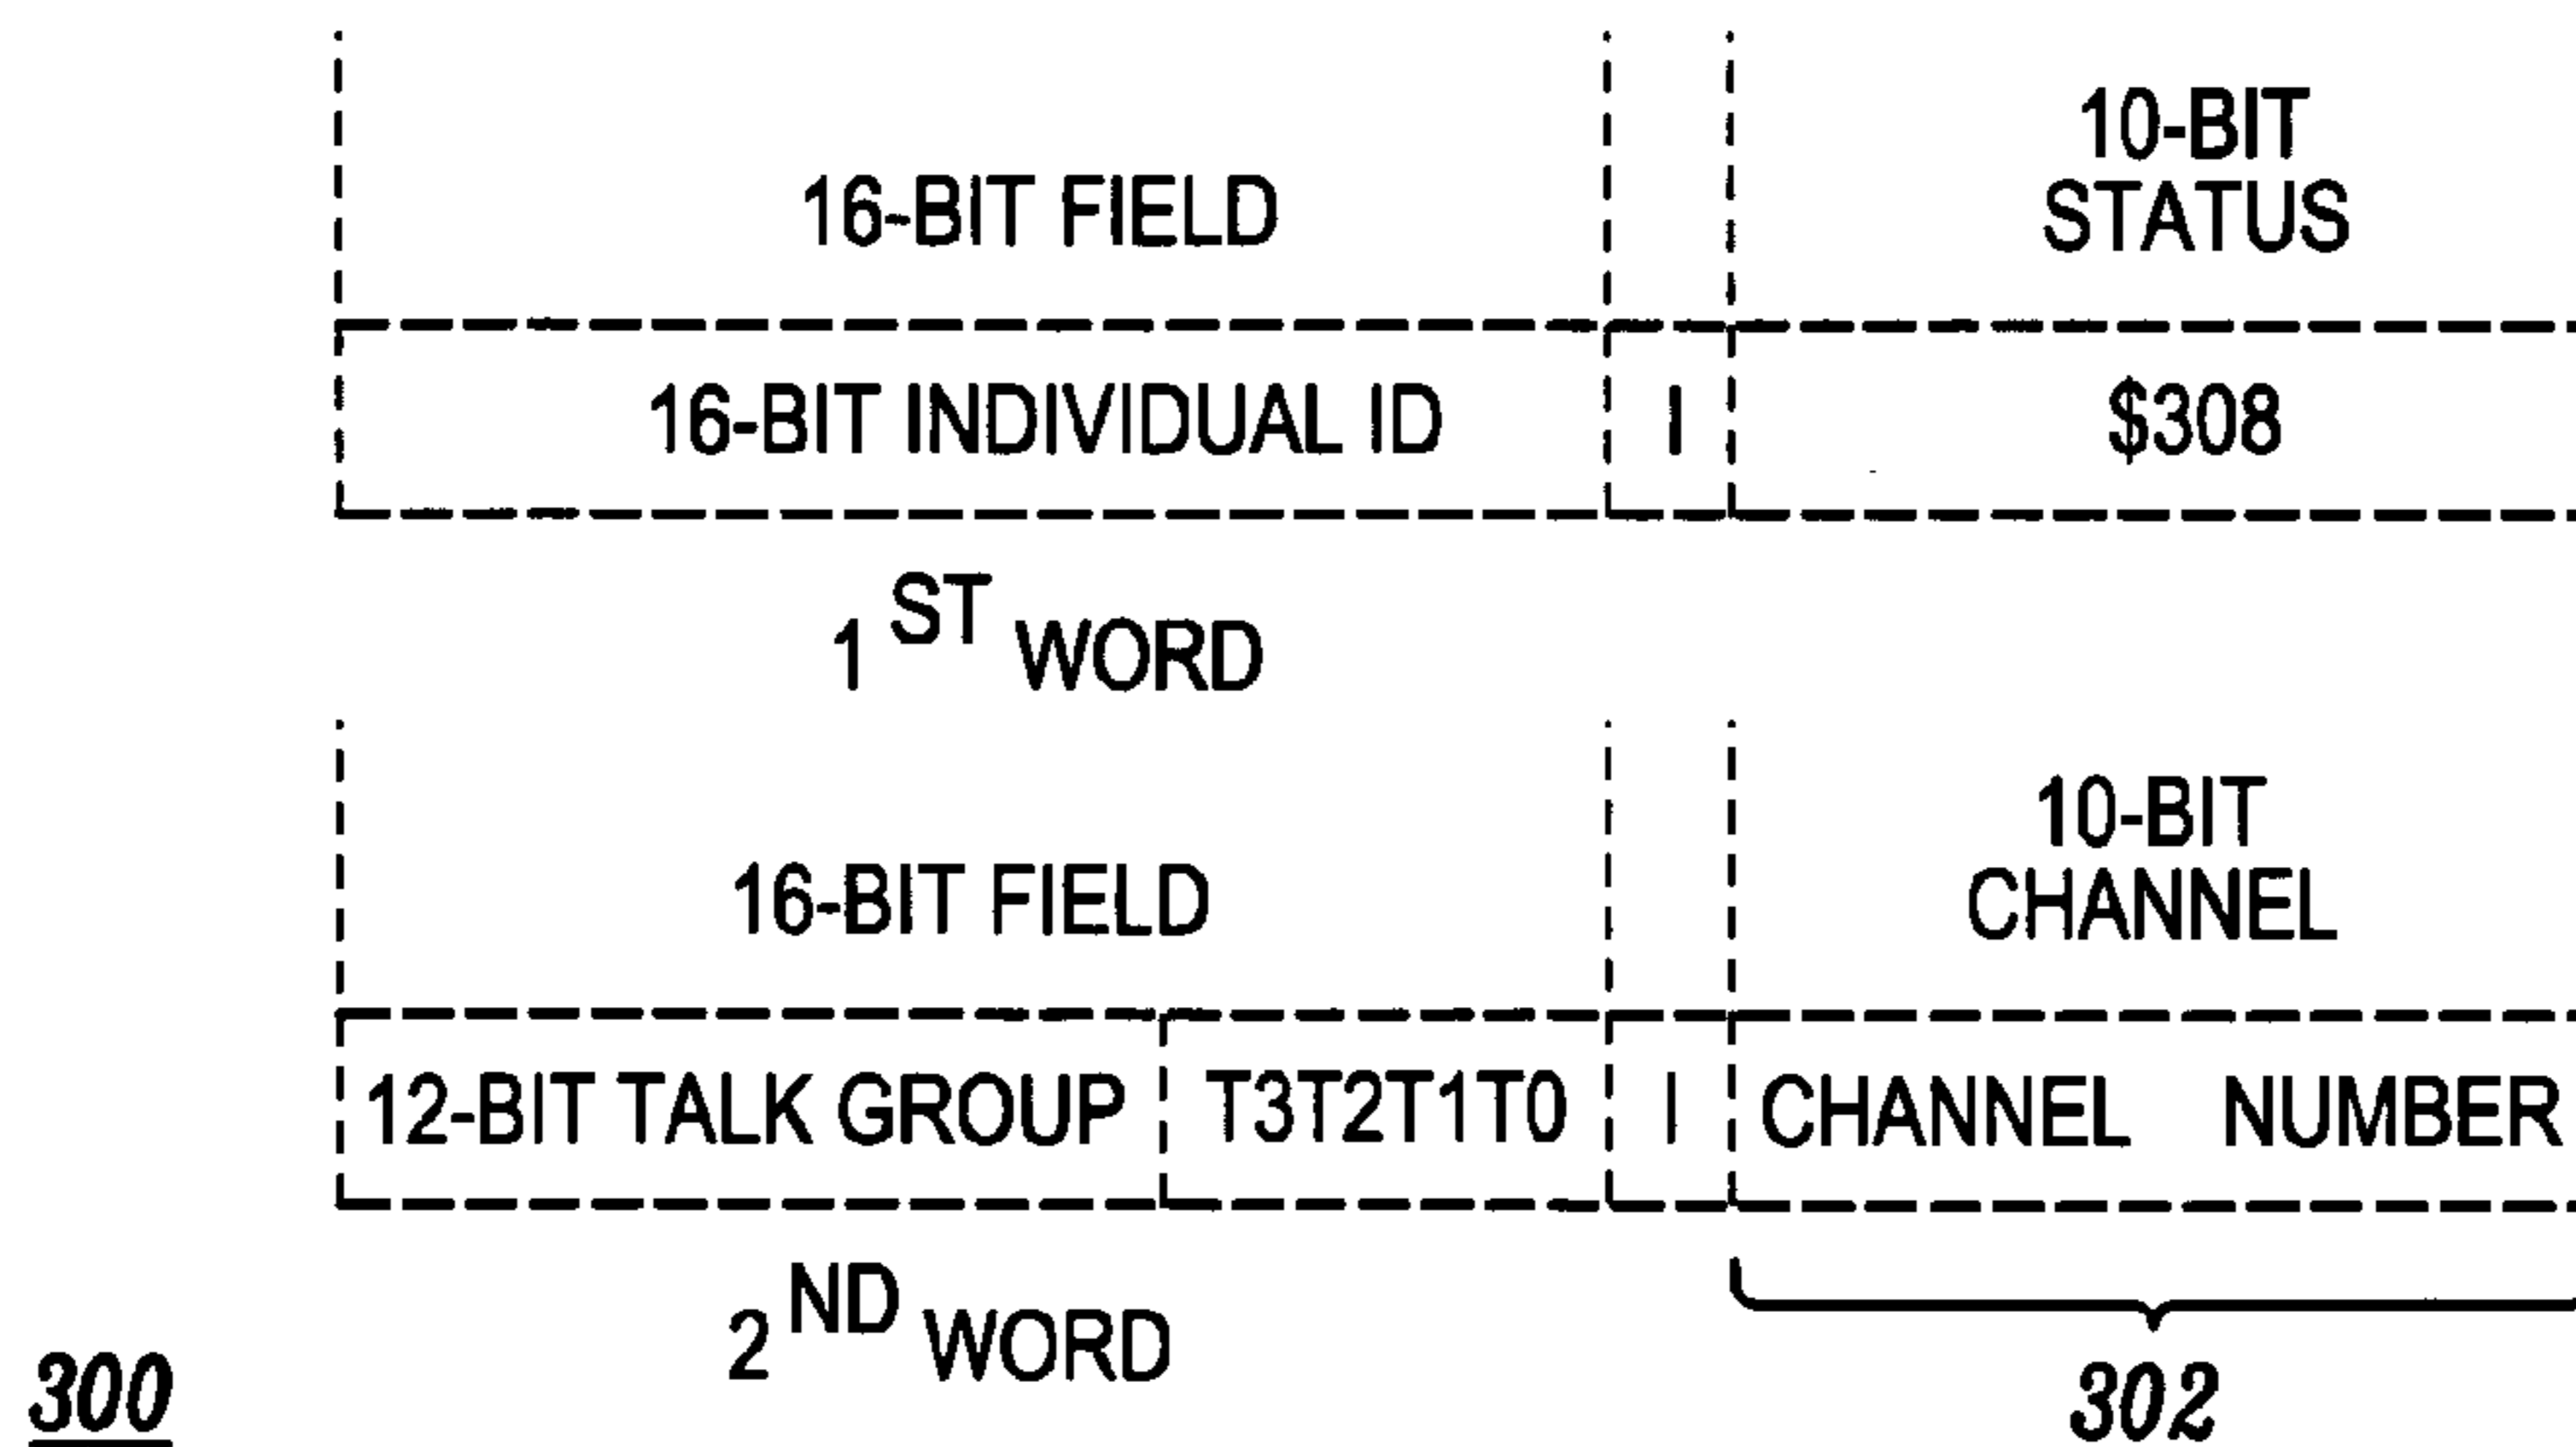 16-BIT FIELD
10-BIT
STATUS
16-BIT INDIVIDUAL ID
I
$308
1ST WORD
16-BIT FIELD
10-BIT
CHANNEL
12-BIT TALK GROUP
T3T2T1T0
I
CHANNEL NUMBER
2ND WORD
302
300